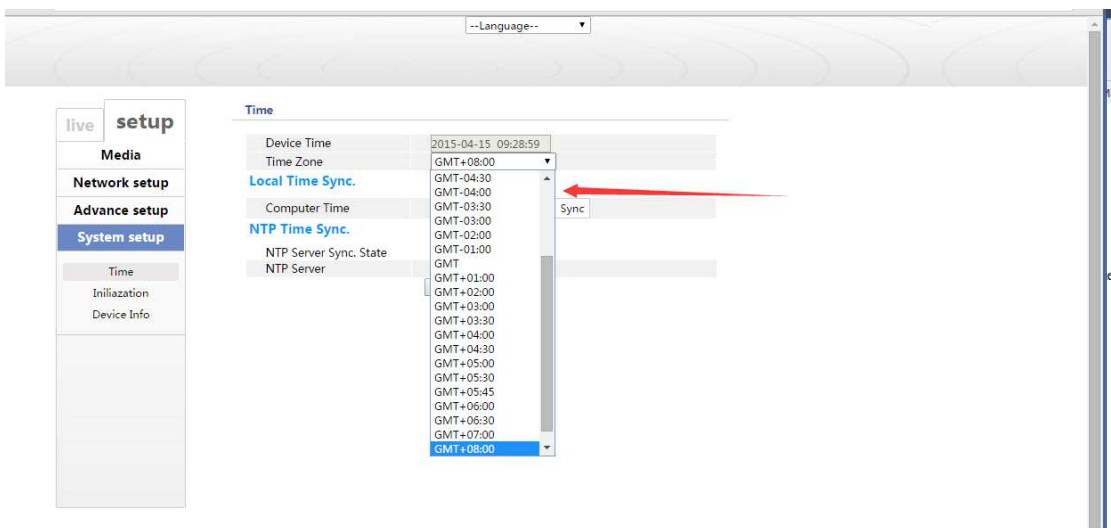 --Language--
live setup
Media
Network setup
Advance setup
System setup
Time
Iniliazation
Device Info
Time
Device Time 2015-04-15 09:28:59
Time Zone GMT+08:00
Local Time Sync.
Computer Time Sync
NTP Time Sync.
NTP Server Sync. State
NTP Server
GMT-04:30
GMT-04:00
GMT-03:30
GMT-03:00
GMT-02:00
GMT-01:00
GMT
GMT+01:00
GMT+02:00
GMT+03:00
GMT+03:30
GMT+04:00
GMT+04:30
GMT+05:00
GMT+05:30
GMT+05:45
GMT+06:00
GMT+06:30
GMT+07:00
GMT+08:00